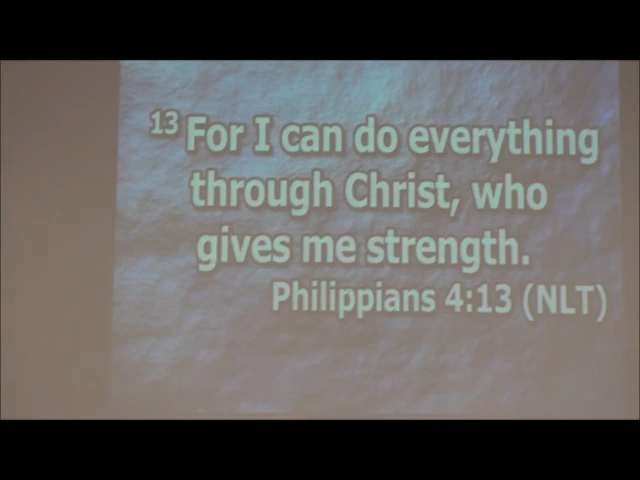 13 For I can do everything
through Christ, who
gives me strength.
Philippians 4:13 (NLT)